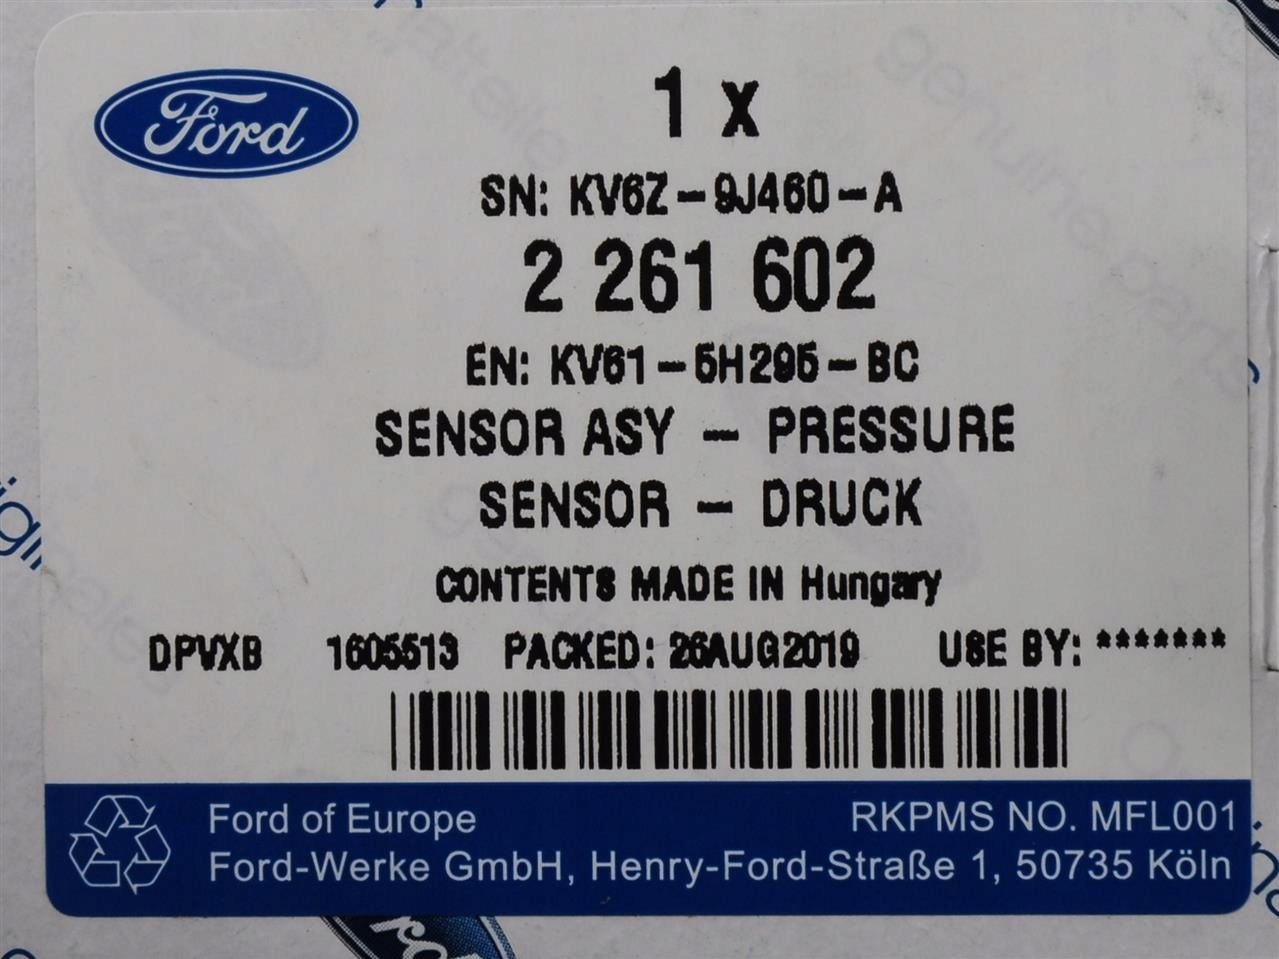 Ford
1 x
SN: KV6Z-9J460-A
2 261 602
EN: KV61-5H295-BC
SENSOR ASY - PRESSURE
SENSOR - DRUCK
CONTENTS MADE IN Hungary
DPVXB 1605513 PACKED: 26AUG2019 USE BY: *******
Ford of Europe RKPMS NO. MFL001
Ford-Werke GmbH, Henry-Ford-Straße 1, 50735 Köln
genuine parts